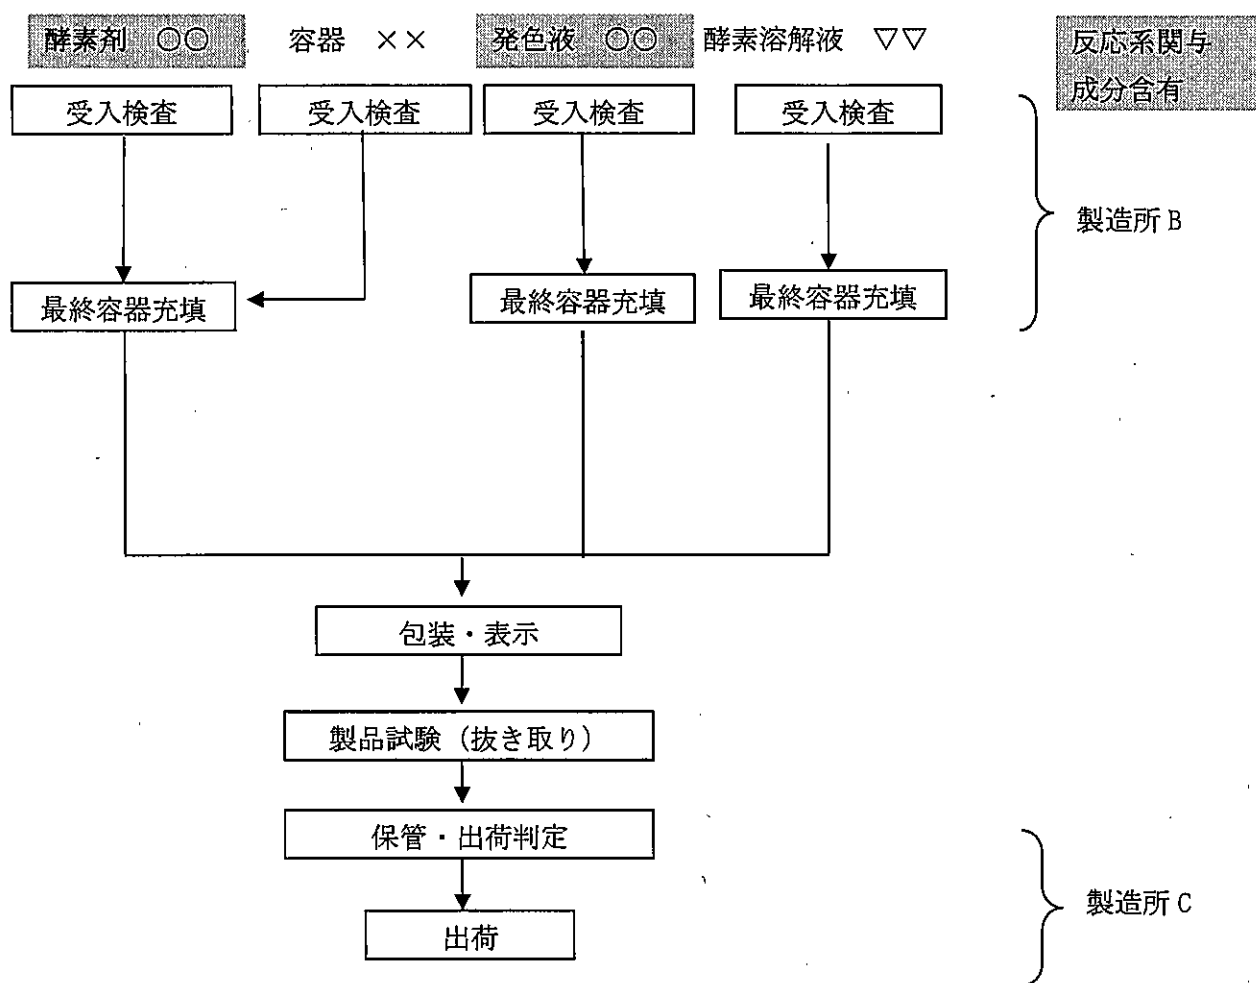 酵素剤 ○○
容器 ××
発色液 ○○
酵素溶解液 ▽▽
反応系関与
成分含有
受入検査
受入検査
受入検査
受入検査
製造所 B
最終容器充填
最終容器充填
最終容器充填
包装・表示
製品試験（抜き取り）
保管・出荷判定
製造所 C
出荷